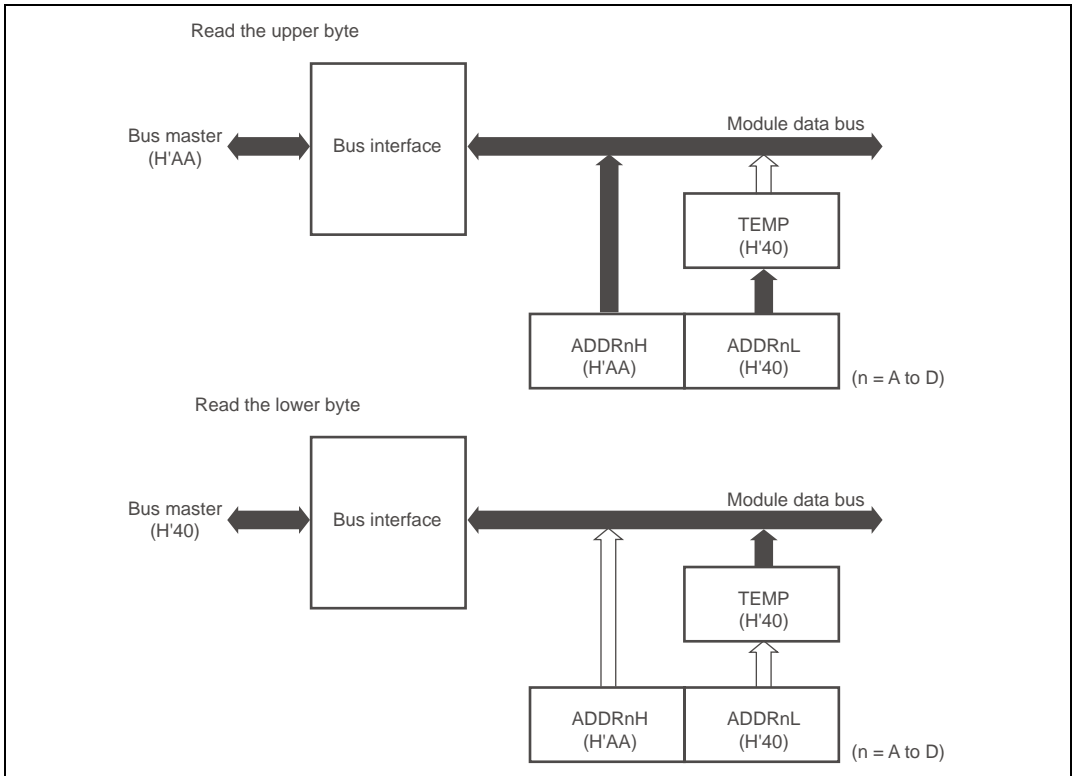 Read the upper byte
Bus master
(H'AA)
Bus interface
Module data bus
TEMP
(H'40)
ADDRnH
(H'AA)
ADDRnL
(H'40)
(n = A to D)
Read the lower byte
Bus master
(H'40)
Bus interface
Module data bus
TEMP
(H'40)
ADDRnH
(H'AA)
ADDRnL
(H'40)
(n = A to D)